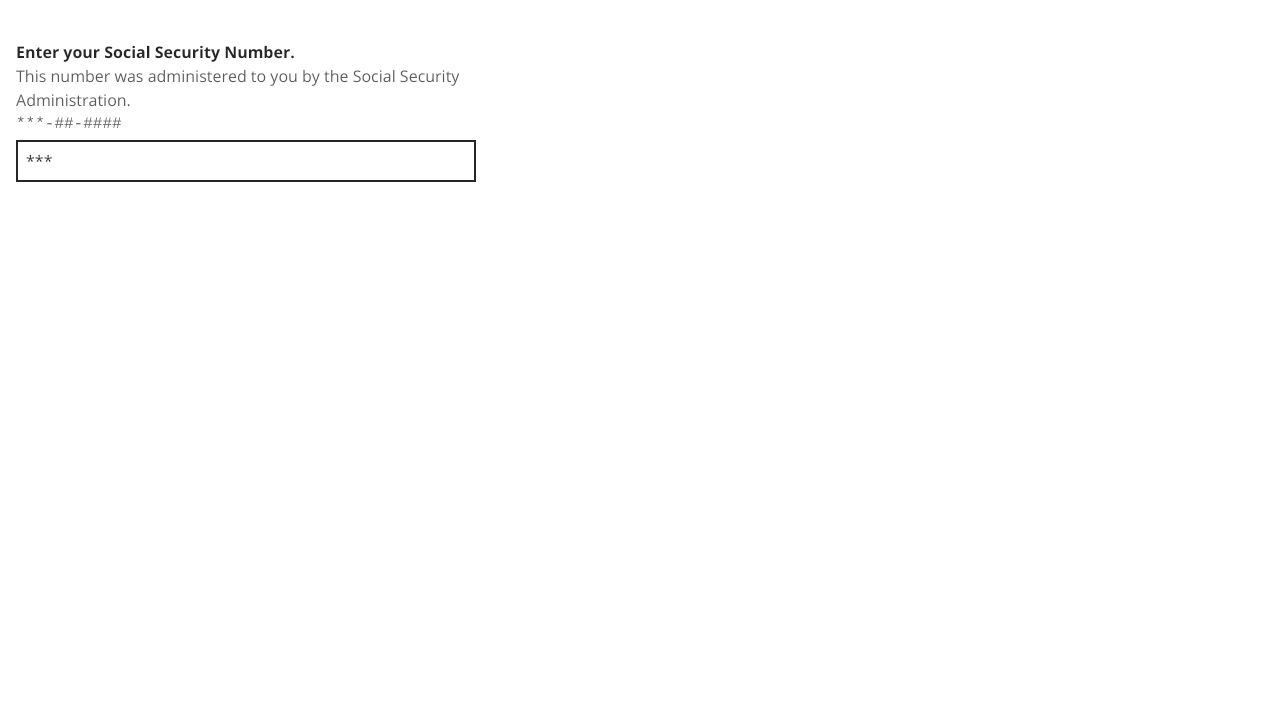 Enter your Social Security Number.
This number was administered to you by the Social Security
Administration.
***-##-####
***